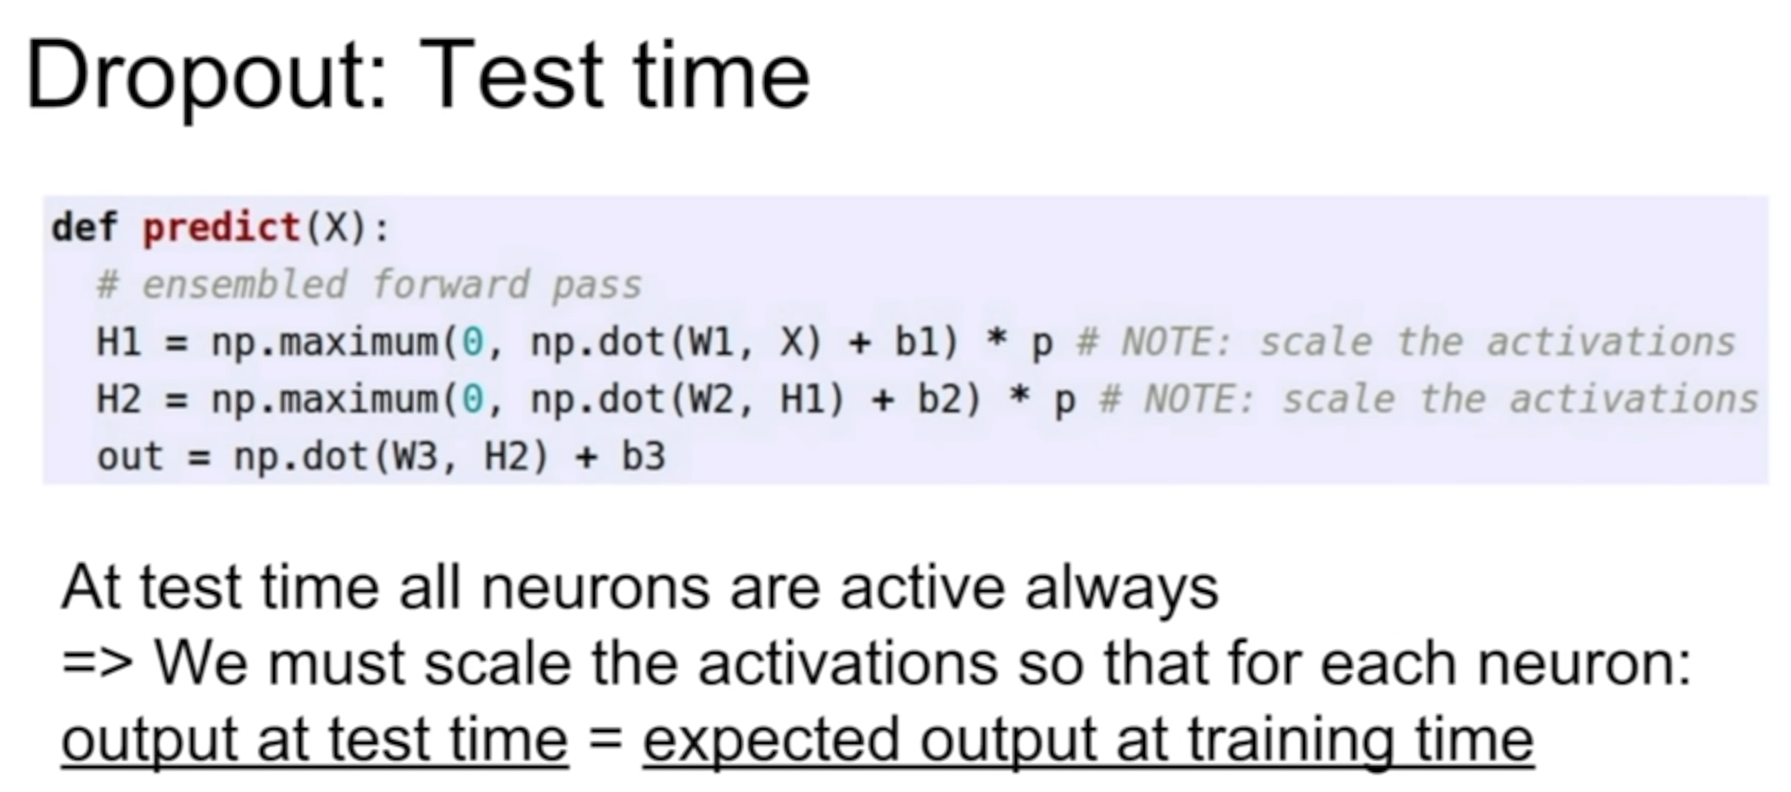 Dropout: Test time
def predict(X):
# ensembled forward pass
H1 = np.maximum(0, np.dot(W1, X) + b1) * p # NOTE: scale the activations
H2 = np.maximum(0, np.dot(W2, H1) + b2) * p # NOTE: scale the activations
out = np.dot(W3, H2) + b3
At test time all neurons are active always
=> We must scale the activations so that for each neuron:
output at test time = expected output at training time